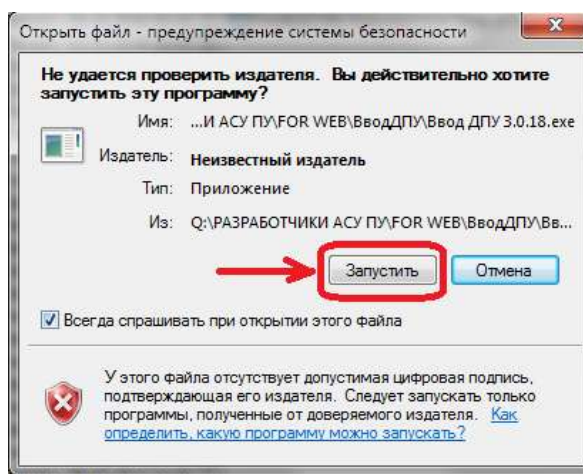 Открыть файл - предупреждение системы безопасности
Не удается проверить издателя. Вы действительно хотите
запустить эту программу?
Имя: ...И АСУ ПУ\FOR WEB\ВводДПУ\Ввод ДПУ 3.0.18.exe
Издатель: Неизвестный издатель
Тип: Приложение
Из: Q:\РАЗРАБОТЧИКИ АСУ ПУ\FOR WEB\ВводДПУ\Вв...
Запустить Отмена
Всегда спрашивать при открытии этого файла
У этого файла отсутствует допустимая цифровая подпись,
подтверждающая его издателя. Следует запускать только
программы, полученные от доверяемого издателя. Как
определить, какую программу можно запускать?